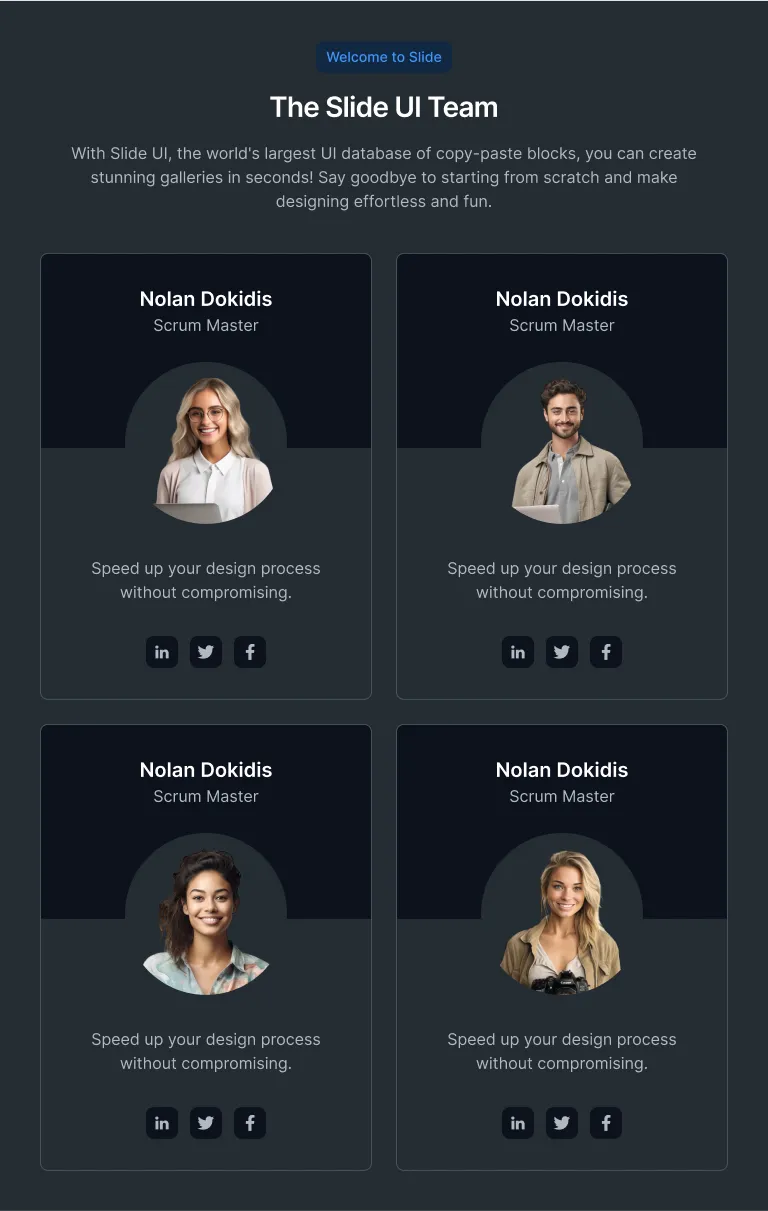 Welcome to Slide
The Slide UI Team
With Slide UI, the world's largest UI database of copy-paste blocks, you can create
stunning galleries in seconds! Say goodbye to starting from scratch and make
designing effortless and fun.
Nolan Dokidis
Scrum Master
Speed up your design process
without compromising.
in
f
Nolan Dokidis
Scrum Master
Speed up your design process
without compromising.
in
f
Nolan Dokidis
Scrum Master
Speed up your design process
without compromising.
in
f
Nolan Dokidis
Scrum Master
Speed up your design process
without compromising.
in
f